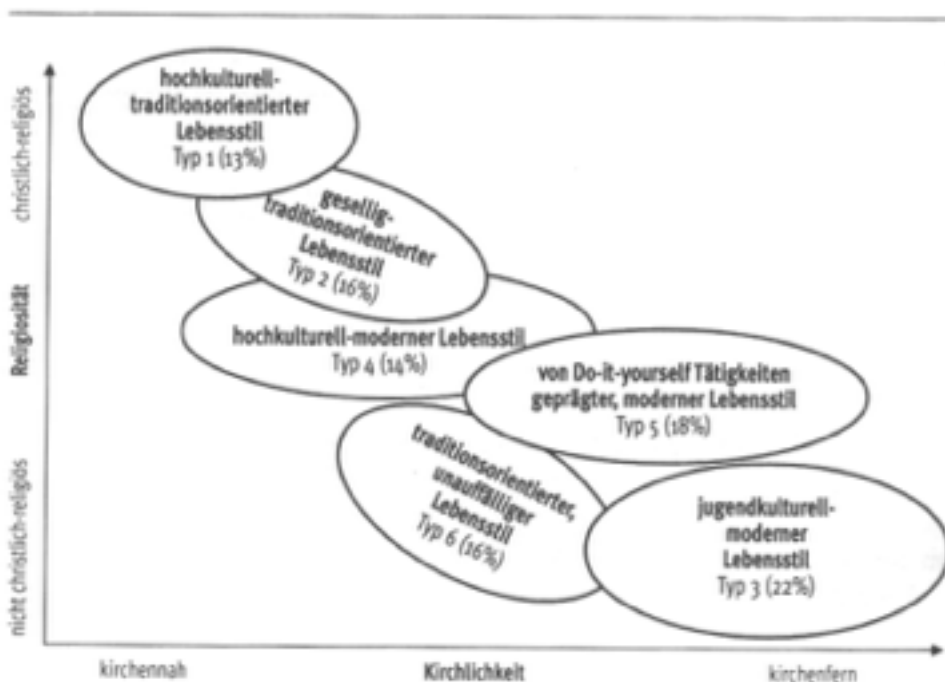 hochkulturell-
traditionsorientierter
Lebensstil
Typ 1 (13%)
gesellig-
traditionsorientierter
Lebensstil
Typ 2 (16%)
hochkulturell-moderner Lebensstil
Typ 4 (14%)
von Do-it-yourself Tätigkeiten
geprägter, moderner Lebensstil
Typ 5 (18%)
traditionsorientierter,
unauffälliger
Lebensstil
Typ 6 (16%)
jugendkulturell-
moderner
Lebensstil
Typ 3 (22%)
christlich-religiös
Religiosität
nicht christlich-religiös
kirchennah
Kirchlichkeit
kirchenfern